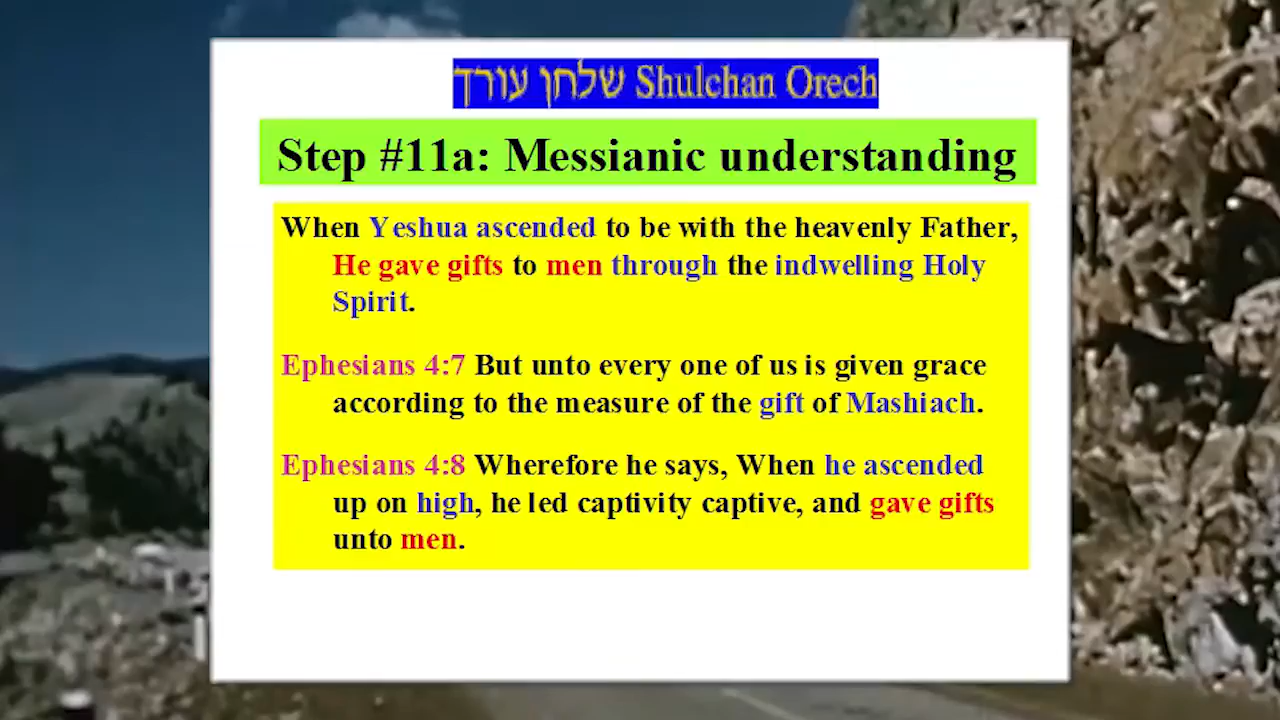 שלחן עורך Shulchan Orech
Step #11a: Messianic understanding
When Yeshua ascended to be with the heavenly Father,
He gave gifts to men through the indwelling Holy
Spirit.
Ephesians 4:7 But unto every one of us is given grace
according to the measure of the gift of Mashiach.
Ephesians 4:8 Wherefore he says, When he ascended
up on high, he led captivity captive, and gave gifts
unto men.